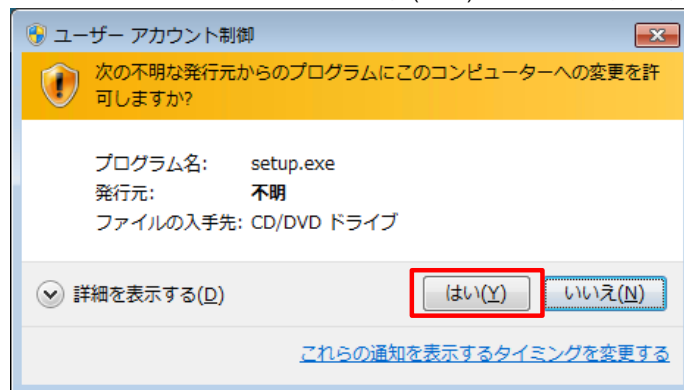 ユーザー アカウント制御
次の不明な発行元からのプログラムにこのコンピューターへの変更を許
可しますか?
プログラム名: setup.exe
発行元: 不明
ファイルの入手先: CD/DVD ドライブ
詳細を表示する(D) はい(Y) いいえ(N)
これらの通知を表示するタイミングを変更する